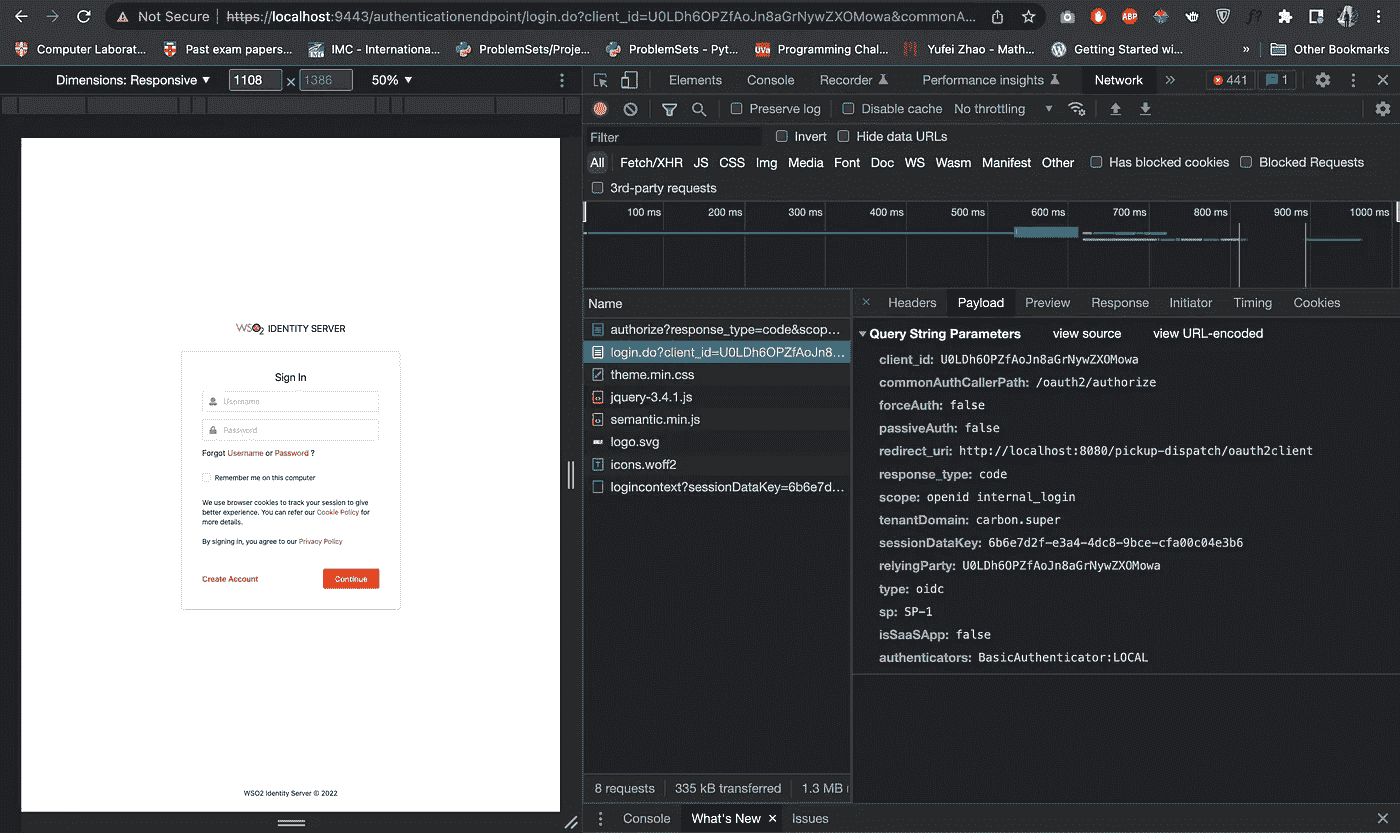 Not Secure https://localhost:9443/authenticationendpoint/login.do?client_id=U0LDh6OPZfAoJn8aGrNywZXOMowa&commonA...
Computer Laborat... Past exam papers... IMC - Internationa... ProblemSets/Proje... ProblemSets - Pyt... Programming Chal... Yufei Zhao - Math... Getting Started wi... » Other Bookmarks
Dimensions: Responsive 1108 × 1386 50%
Elements Console Recorder Performance insights Network » 441 1
Preserve log Disable cache No throttling
Filter Invert Hide data URLs
All Fetch/XHR JS CSS Img Media Font Doc WS Wasm Manifest Other Has blocked cookies Blocked Requests
3rd-party requests
100 ms 200 ms 300 ms 400 ms 500 ms 600 ms 700 ms 800 ms 900 ms 1000 ms
WSO2 IDENTITY SERVER
Sign In
Username
Password
Forgot Username or Password ?
Remember me on this computer
We use browser cookies to track your session to give
better experience. You can refer our Cookie Policy for
more details.
By signing in, you agree to our Privacy Policy
Create Account Continue
WSO2 Identity Server © 2022
Name
authorize?response_type=code&scop...
login.do?client_id=U0LDh6OPZfAoJn8...
theme.min.css
jquery-3.4.1.js
semantic.min.js
logo.svg
icons.woff2
logincontext?sessionDataKey=6b6e7d...
8 requests 335 kB transferred 1.3 MB
Headers Payload Preview Response Initiator Timing Cookies
Query String Parameters view source view URL-encoded
client_id: U0LDh6OPZfAoJn8aGrNywZXOMowa
commonAuthCallerPath: /oauth2/authorize
forceAuth: false
passiveAuth: false
redirect_uri: http://localhost:8080/pickup-dispatch/oauth2client
response_type: code
scope: openid internal_login
tenantDomain: carbon.super
sessionDataKey: 6b6e7d2f-e3a4-4dc8-9bce-cfa00c04e3b6
relyingParty: U0LDh6OPZfAoJn8aGrNywZXOMowa
type: oidc
sp: SP-1
isSaaSApp: false
authenticators: BasicAuthenticator:LOCAL
Console What's New × Issues